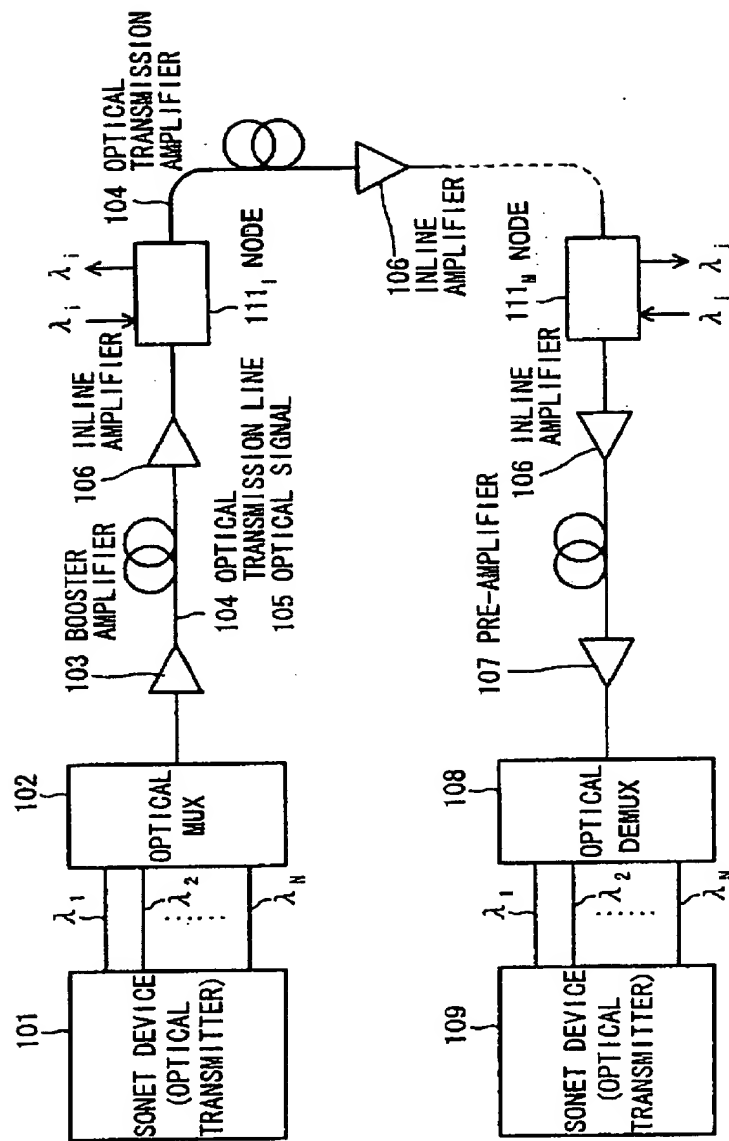 101
SONET DEVICE
(OPTICAL
TRANSMITTER)
λ1
λ2
λN
102
OPTICAL
MUX
103 BOOSTER
AMPLIFIER
104 OPTICAL
TRANSMISSION LINE
105 OPTICAL SIGNAL
106 INLINE
AMPLIFIER
λi
λi
111₁ NODE
104 OPTICAL
TRANSMISSION
AMPLIFIER
106 INLINE
AMPLIFIER
109
SONET DEVICE
(OPTICAL
TRANSMITTER)
λ1
λ2
λN
108
OPTICAL
DEMUX
107 PRE-AMPLIFIER
106 INLINE
AMPLIFIER
111 NODE
λi
λi